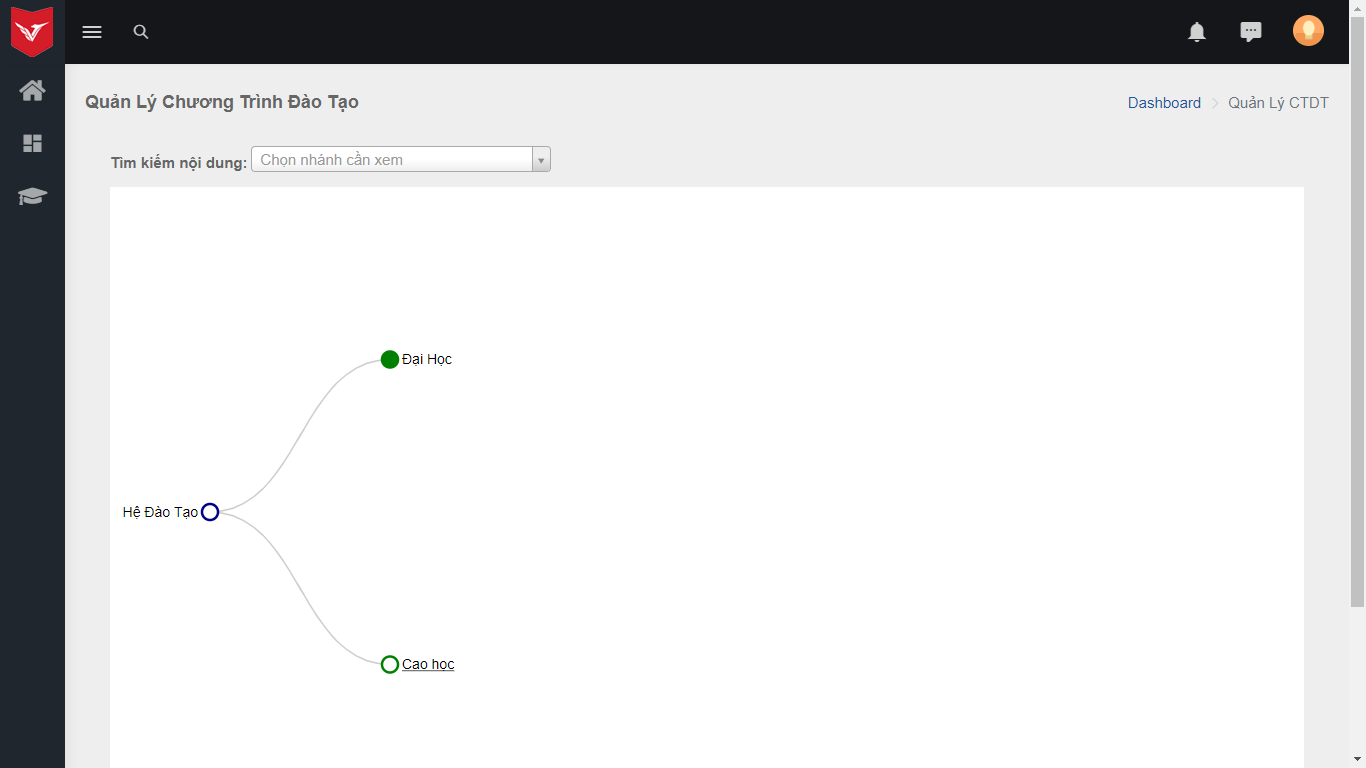 Quản Lý Chương Trình Đào Tạo
Dashboard Quản Lý CTDT
Tìm kiếm nội dung: Chọn nhánh cần xem
Đại Học
Hệ Đào Tạo
Cao học